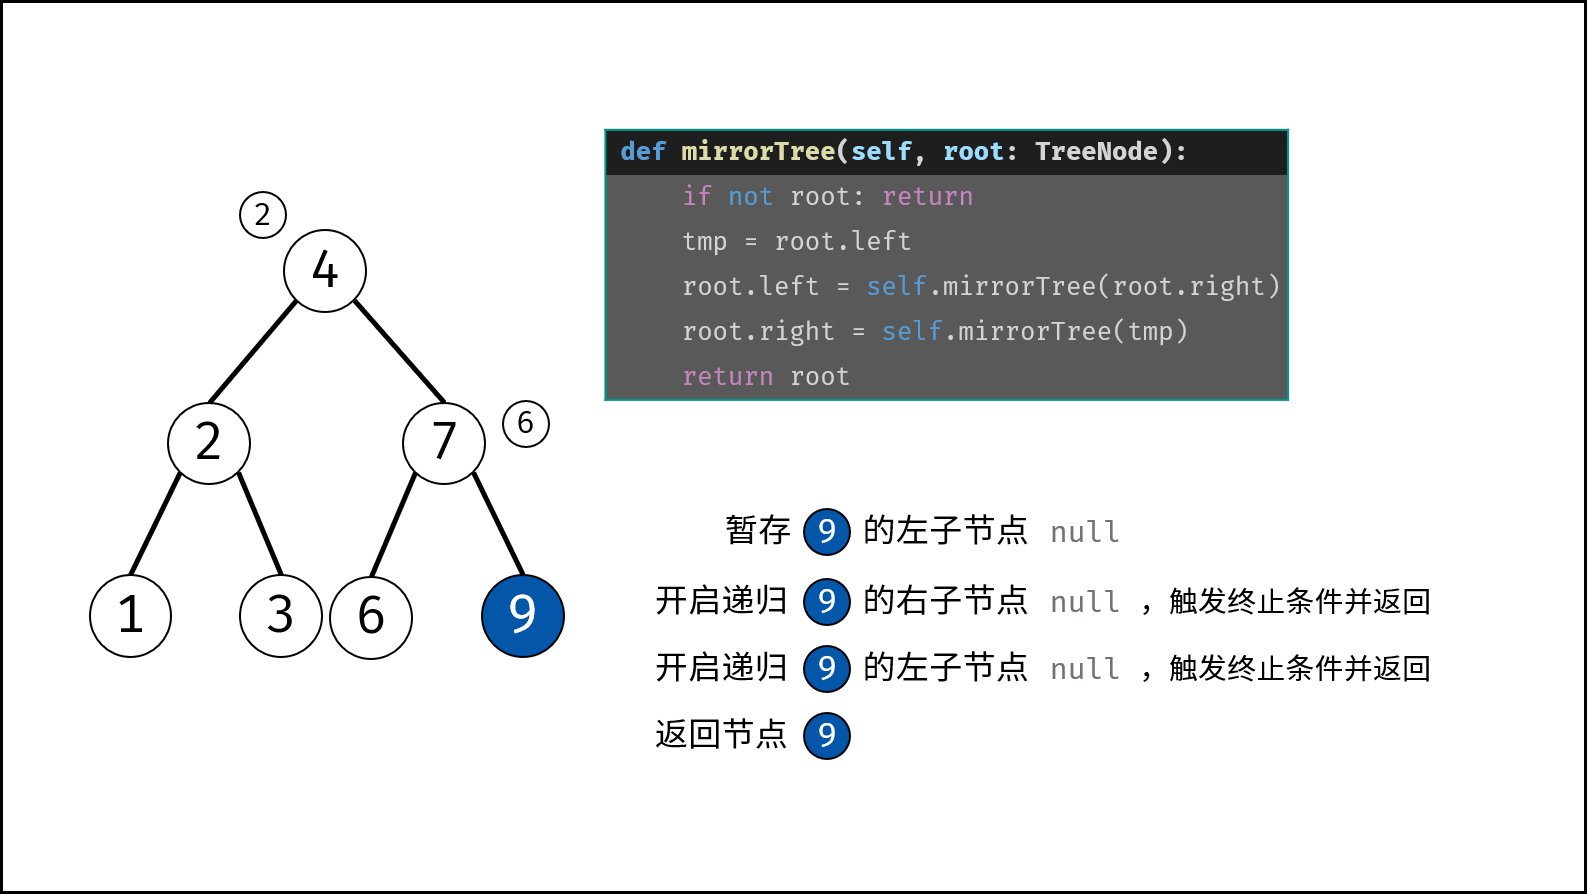 2
4
2
7
6
1
3
6
9
def mirrorTree(self, root: TreeNode):
if not root: return
tmp = root.left
root.left = self.mirrorTree(root.right)
root.right = self.mirrorTree(tmp)
return root
暂存 9 的左子节点 null
开启递归 9 的右子节点 null ，触发终止条件并返回
开启递归 9 的左子节点 null ，触发终止条件并返回
返回节点 9